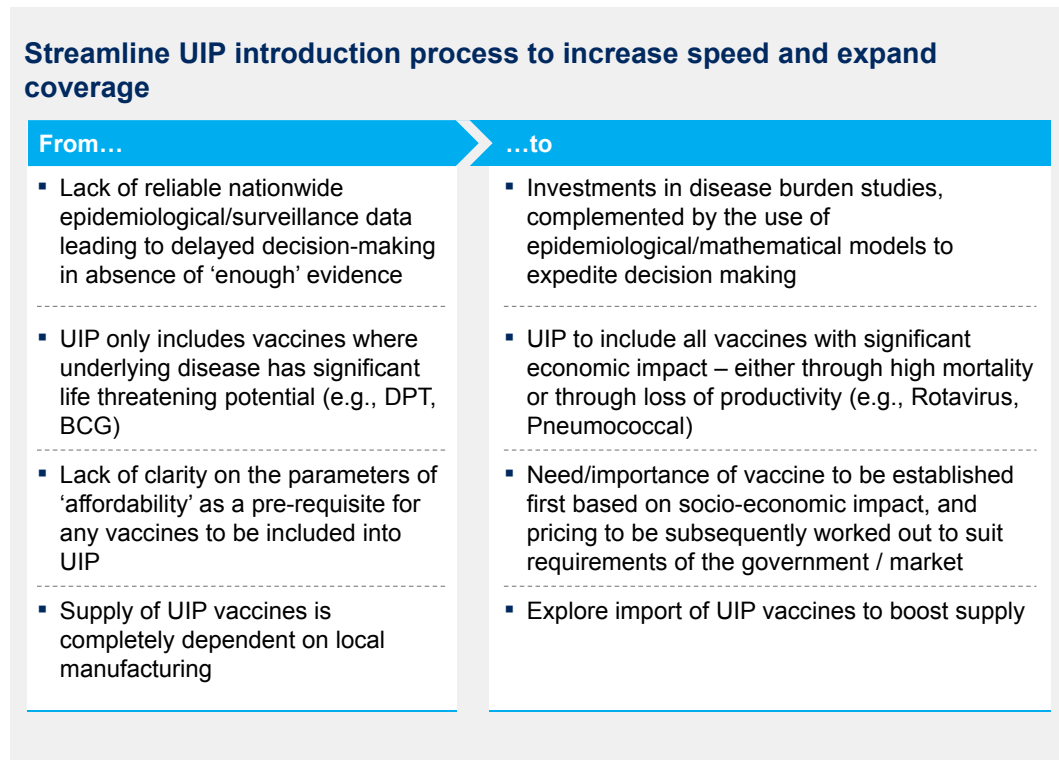 Streamline UIP introduction process to increase speed and expand
coverage
From…
…to
▪ Lack of reliable nationwide
epidemiological/surveillance data
leading to delayed decision-making
in absence of ‘enough’ evidence
▪ Investments in disease burden studies,
complemented by the use of
epidemiological/mathematical models to
expedite decision making
▪ UIP only includes vaccines where
underlying disease has significant
life threatening potential (e.g., DPT,
BCG)
▪ UIP to include all vaccines with significant
economic impact – either through high mortality
or through loss of productivity (e.g., Rotavirus,
Pneumococcal)
▪ Lack of clarity on the parameters of
‘affordability’ as a pre-requisite for
any vaccines to be included into
UIP
▪ Need/importance of vaccine to be established
first based on socio-economic impact, and
pricing to be subsequently worked out to suit
requirements of the government / market
▪ Supply of UIP vaccines is
completely dependent on local
manufacturing
▪ Explore import of UIP vaccines to boost supply